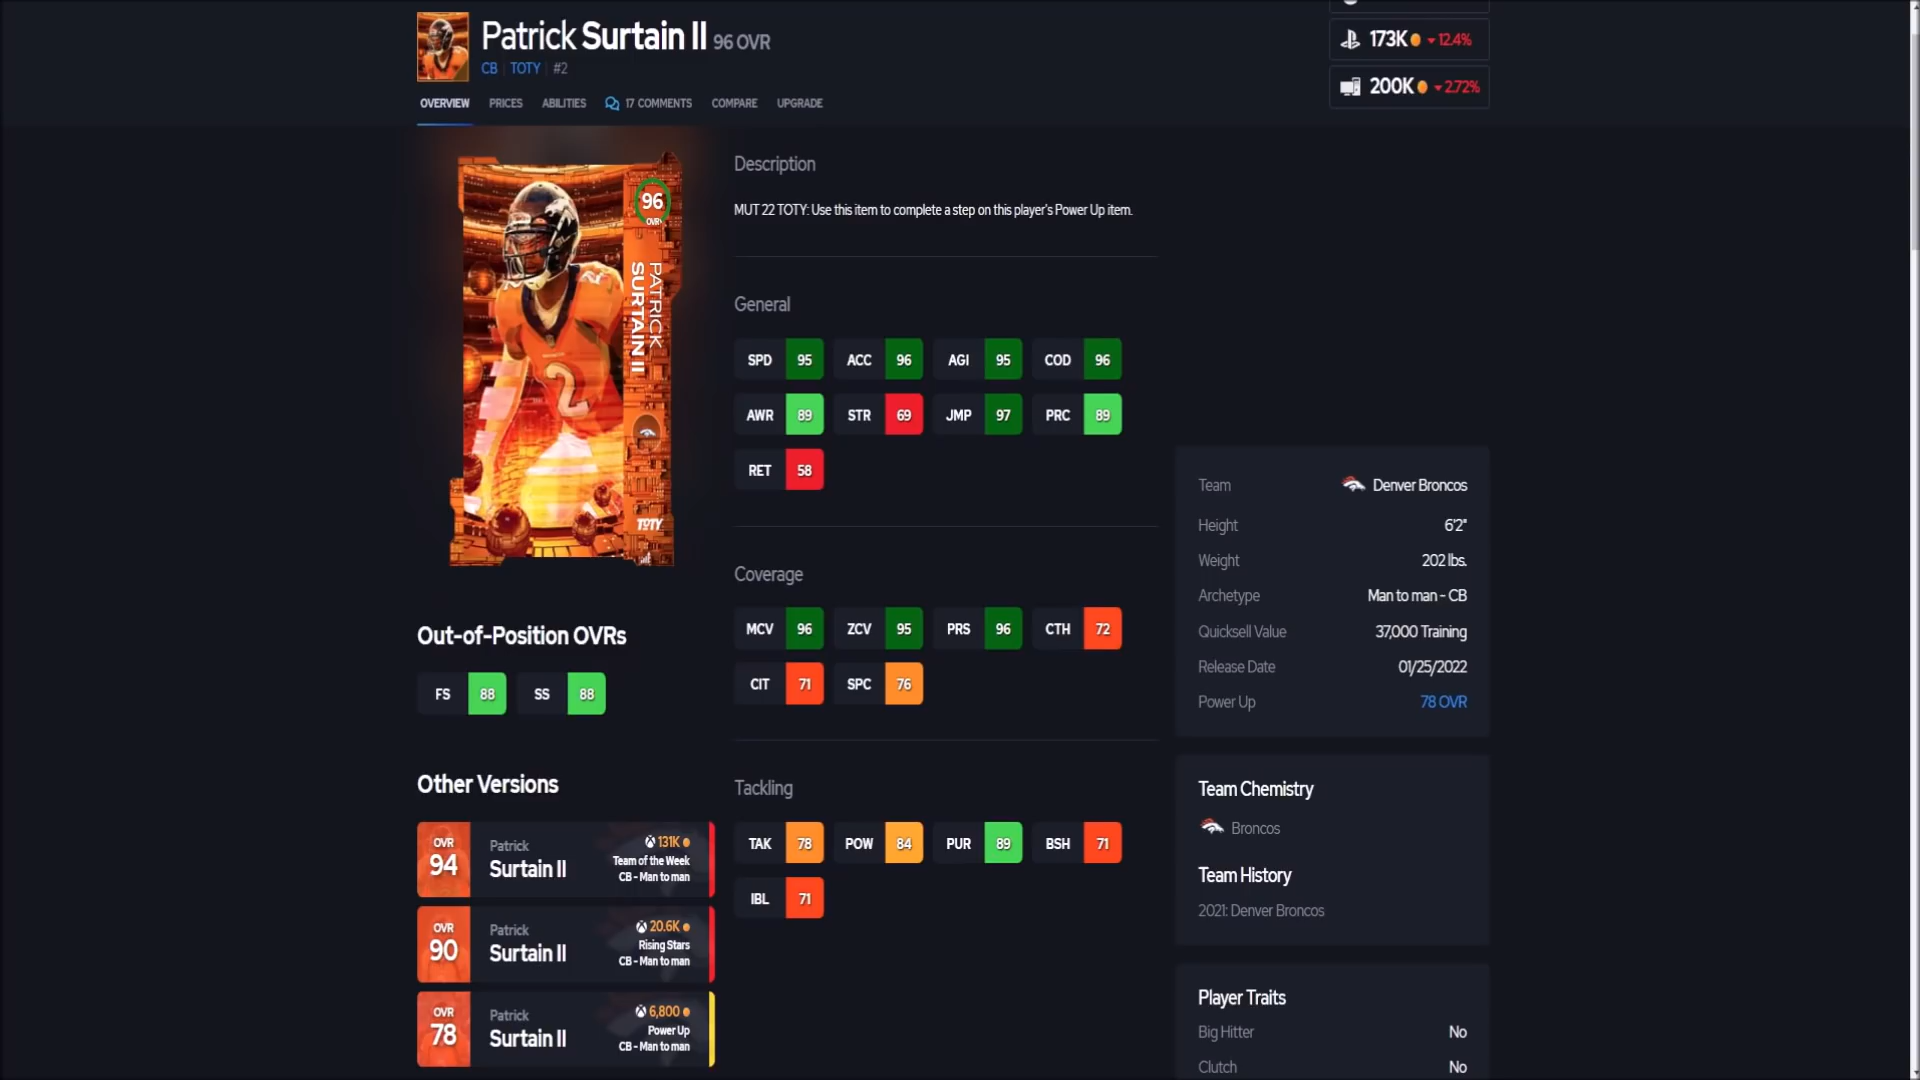 Patrick Surtain II 96 OVR
CB TOTY #2
173K 12.4%
200K 2.72%
OVERVIEW PRICES ABILITIES 17 COMMENTS COMPARE UPGRADE
96
OVR
PATRICK
SURTAIN II
2
TOTY
Description
MUT 22 TOTY: Use this item to complete a step on this player's Power Up item.
General
SPD 95 ACC 96 AGI 95 COD 96
AWR 89 STR 69 JMP 97 PRC 89
RET 58
Coverage
MCV 96 ZCV 95 PRS 96 CTH 72
CIT 71 SPC 76
Tackling
TAK 78 POW 84 PUR 89 BSH 71
IBL 71
Out-of-Position OVRs
FS 88 SS 88
Other Versions
OVR 94 Patrick Surtain II 131K Team of the Week CB - Man to man
OVR 90 Patrick Surtain II 20.6K Rising Stars CB - Man to man
OVR 78 Patrick Surtain II 6,800 Power Up CB - Man to man
Team Denver Broncos
Height 6'2"
Weight 202 lbs.
Archetype Man to man - CB
Quicksell Value 37,000 Training
Release Date 01/25/2022
Power Up 78 OVR
Team Chemistry
Broncos
Team History
2021: Denver Broncos
Player Traits
Big Hitter No
Clutch No